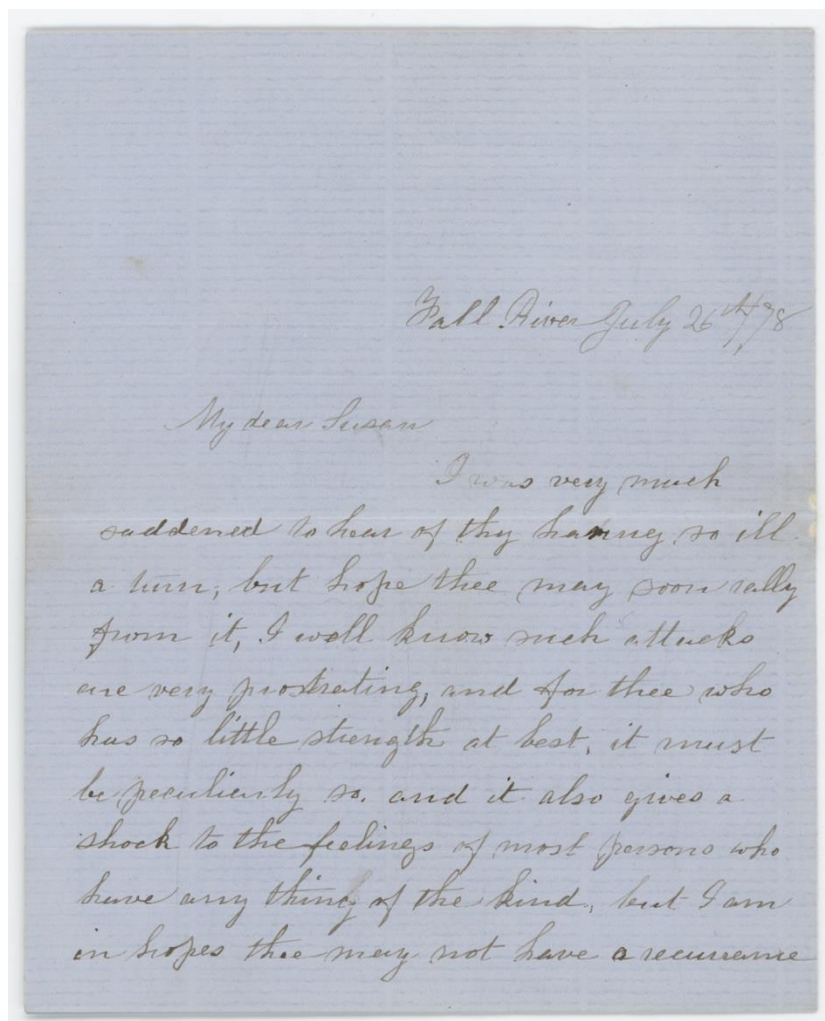 Fall River July 26th/78
My dear Susan
I was very much
saddened to hear of thy having so ill
a turn, but hope thee may soon rally
from it, I well know such attacks
are very prostrating, and for thee who
has so little strength at best, it must
be peculiarly so. and it also gives a
shock to the feelings of most persons who
have any thing of the kind, but I am
in hopes thee may not have a recurrance